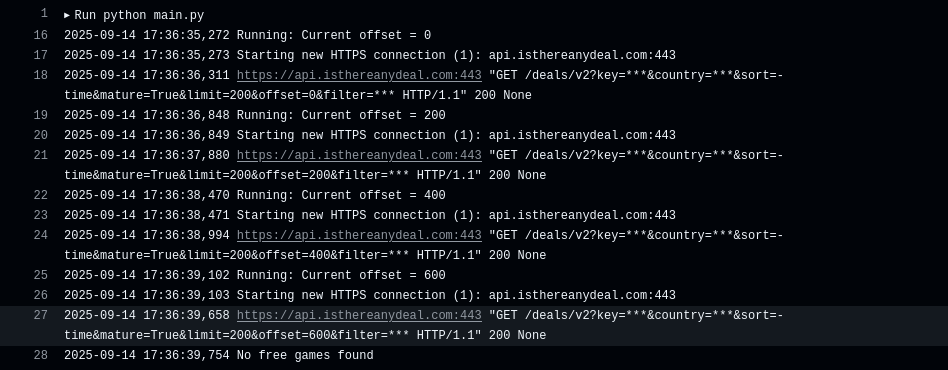 1 ▸ Run python main.py
16 2025-09-14 17:36:35,272 Running: Current offset = 0
17 2025-09-14 17:36:35,273 Starting new HTTPS connection (1): api.isthereanydeal.com:443
18 2025-09-14 17:36:36,311 https://api.isthereanydeal.com:443 "GET /deals/v2?key=***&country=***&sort=-
time&mature=True&limit=200&offset=0&filter=*** HTTP/1.1" 200 None
19 2025-09-14 17:36:36,848 Running: Current offset = 200
20 2025-09-14 17:36:36,849 Starting new HTTPS connection (1): api.isthereanydeal.com:443
21 2025-09-14 17:36:37,880 https://api.isthereanydeal.com:443 "GET /deals/v2?key=***&country=***&sort=-
time&mature=True&limit=200&offset=200&filter=*** HTTP/1.1" 200 None
22 2025-09-14 17:36:38,470 Running: Current offset = 400
23 2025-09-14 17:36:38,471 Starting new HTTPS connection (1): api.isthereanydeal.com:443
24 2025-09-14 17:36:38,994 https://api.isthereanydeal.com:443 "GET /deals/v2?key=***&country=***&sort=-
time&mature=True&limit=200&offset=400&filter=*** HTTP/1.1" 200 None
25 2025-09-14 17:36:39,102 Running: Current offset = 600
26 2025-09-14 17:36:39,103 Starting new HTTPS connection (1): api.isthereanydeal.com:443
27 2025-09-14 17:36:39,658 https://api.isthereanydeal.com:443 "GET /deals/v2?key=***&country=***&sort=-
time&mature=True&limit=200&offset=600&filter=*** HTTP/1.1" 200 None
28 2025-09-14 17:36:39,754 No free games found